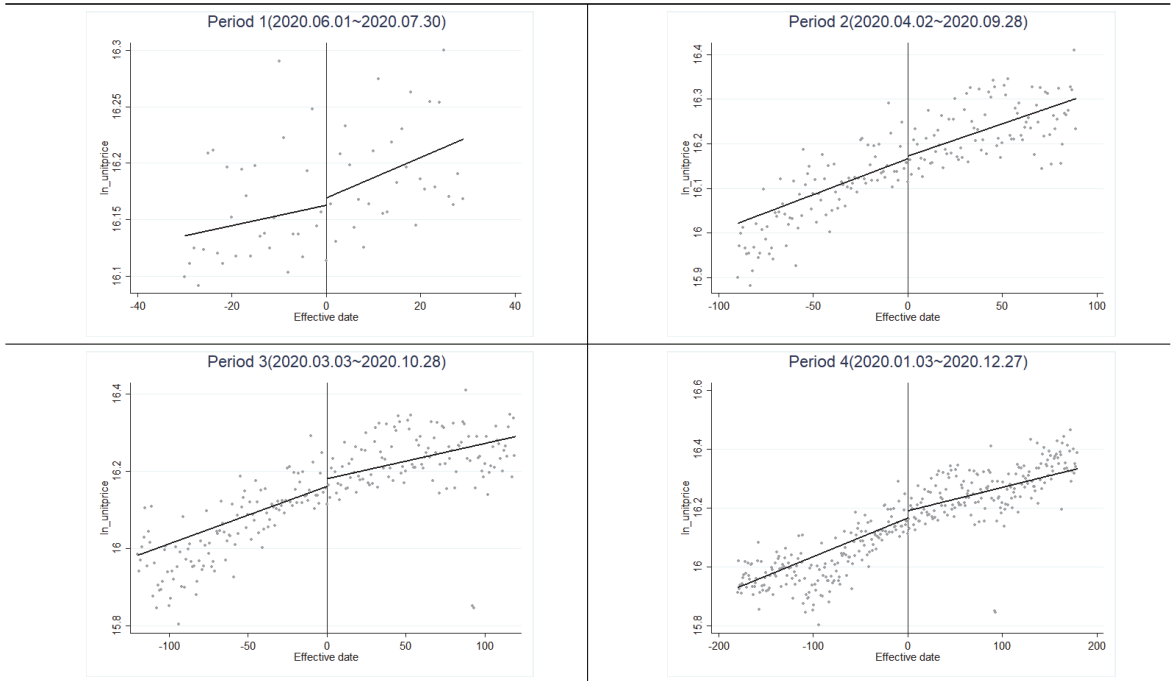 Period 1(2020.06.01~2020.07.30)
16.3
16.25
16.2
16.15
16.1
ln_unitprice
-40 -20 0 20 40
Effective date
Period 2(2020.04.02~2020.09.28)
16.4
16.3
16.2
16.1
16
15.9
ln_unitprice
-100 -50 0 50 100
Effective date
Period 3(2020.03.03~2020.10.28)
16.4
16.2
16
15.8
ln_unitprice
-100 -50 0 50 100
Effective date
Period 4(2020.01.03~2020.12.27)
16.6
16.4
16.2
16
15.8
ln_unitprice
-200 -100 0 100 200
Effective date